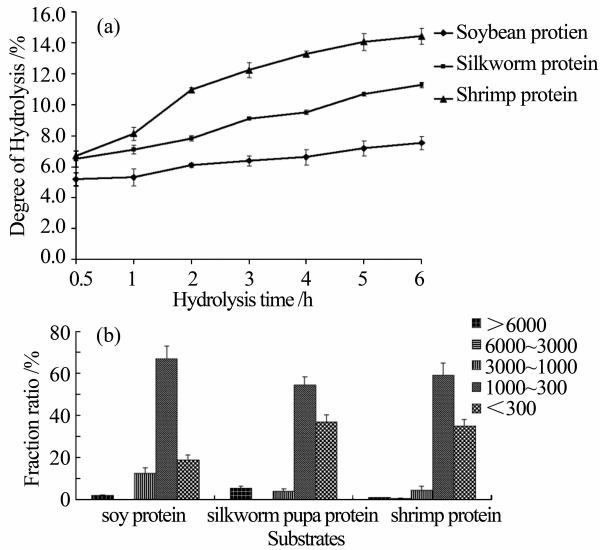 (a)
16.0
14.0
12.0
10.0
8.0
6.0
4.0
2.0
0.0
Degree of Hydrolysis /%
Soybean protien
Silkworm protein
Shrimp protein
0.5 1 2 3 4 5 6
Hydrolysis time /h
(b)
80
60
40
20
0
Fraction ratio /%
>6000
6000~3000
3000~1000
1000~300
<300
soy protein silkworm pupa protein shrimp protein
Substrates